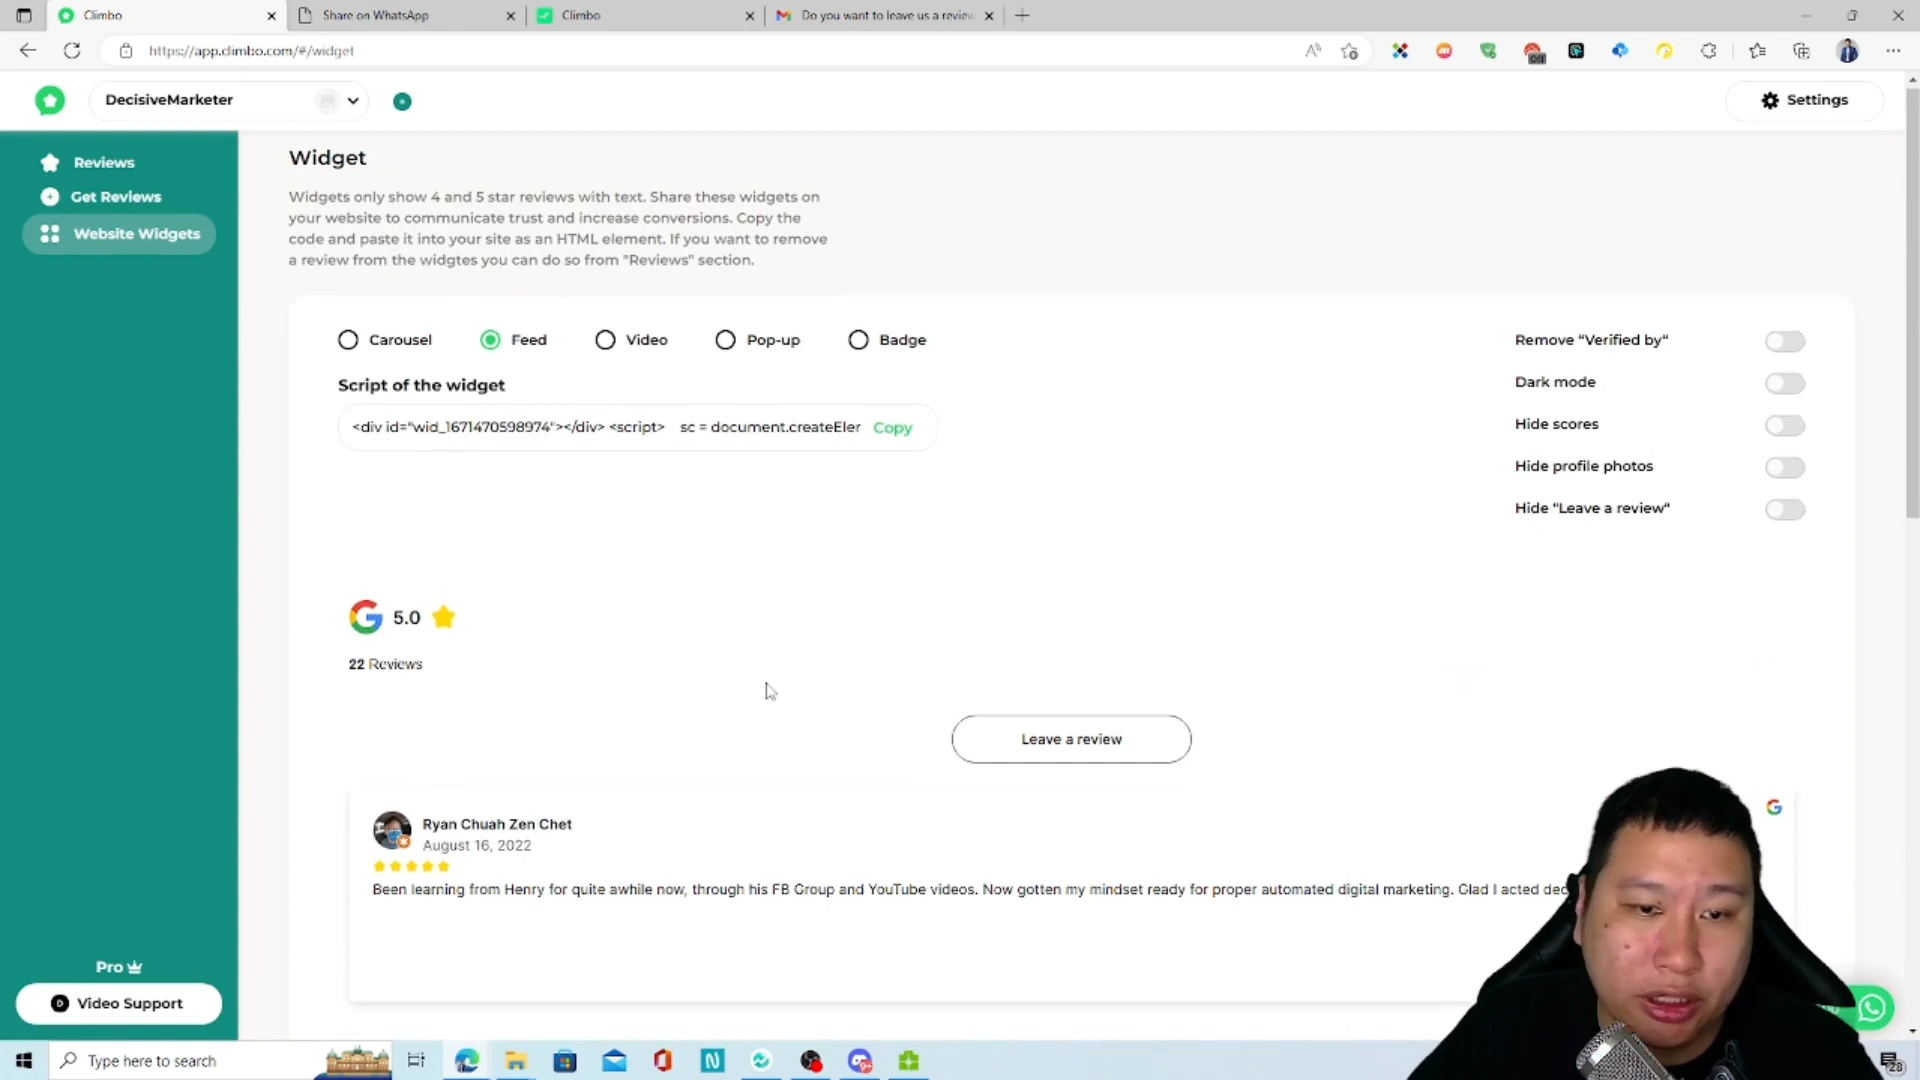 Climbo
Share on WhatsApp
Climbo
Do you want to leave us a review
https://app.climbo.com/#/widget
DecisiveMarketer
Settings
Reviews
Get Reviews
Website Widgets
Widget
Widgets only show 4 and 5 star reviews with text. Share these widgets on
your website to communicate trust and increase conversions. Copy the
code and paste it into your site as an HTML element. If you want to remove
a review from the widgtes you can do so from "Reviews" section.
Carousel
Feed
Video
Pop-up
Badge
Script of the widget
<div id="wid_1671470598974"></div> <script>   sc = document.createEler
Copy
Remove "Verified by"
Dark mode
Hide scores
Hide profile photos
Hide "Leave a review"
5.0
22 Reviews
Leave a review
Ryan Chuah Zen Chet
August 16, 2022
Been learning from Henry for quite awhile now, through his FB Group and YouTube videos. Now gotten my mindset ready for proper automated digital marketing. Glad I acted dec
Pro
Video Support
Type here to search
28